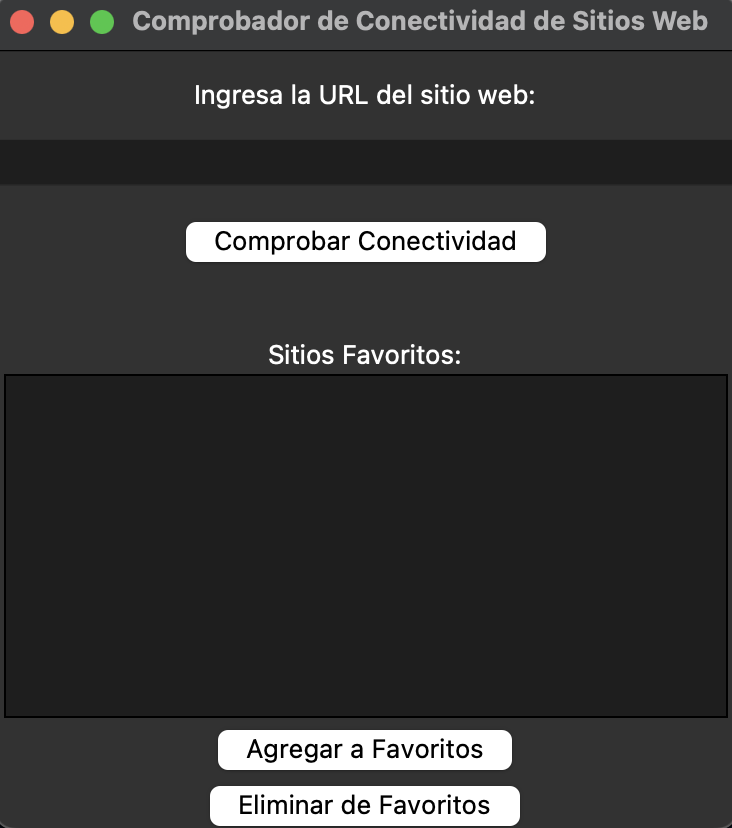 Comprobador de Conectividad de Sitios Web
Ingresa la URL del sitio web:
Comprobar Conectividad
Sitios Favoritos:
Agregar a Favoritos
Eliminar de Favoritos